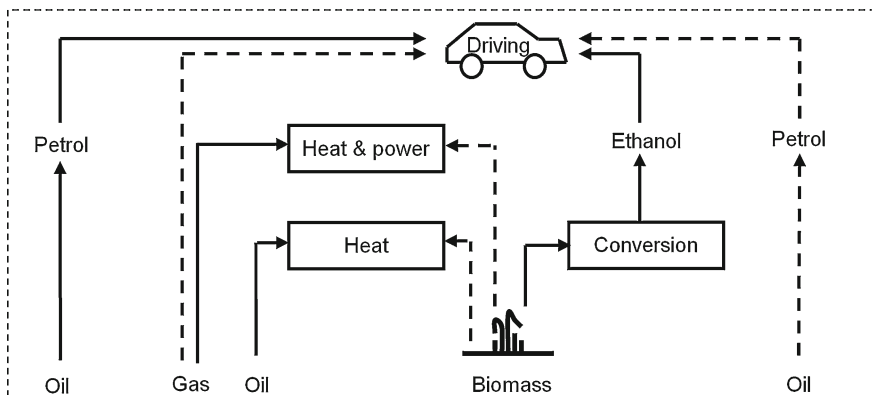 Driving
Petrol
Heat & power
Ethanol
Petrol
Heat
Conversion
Oil
Gas
Oil
Biomass
Oil